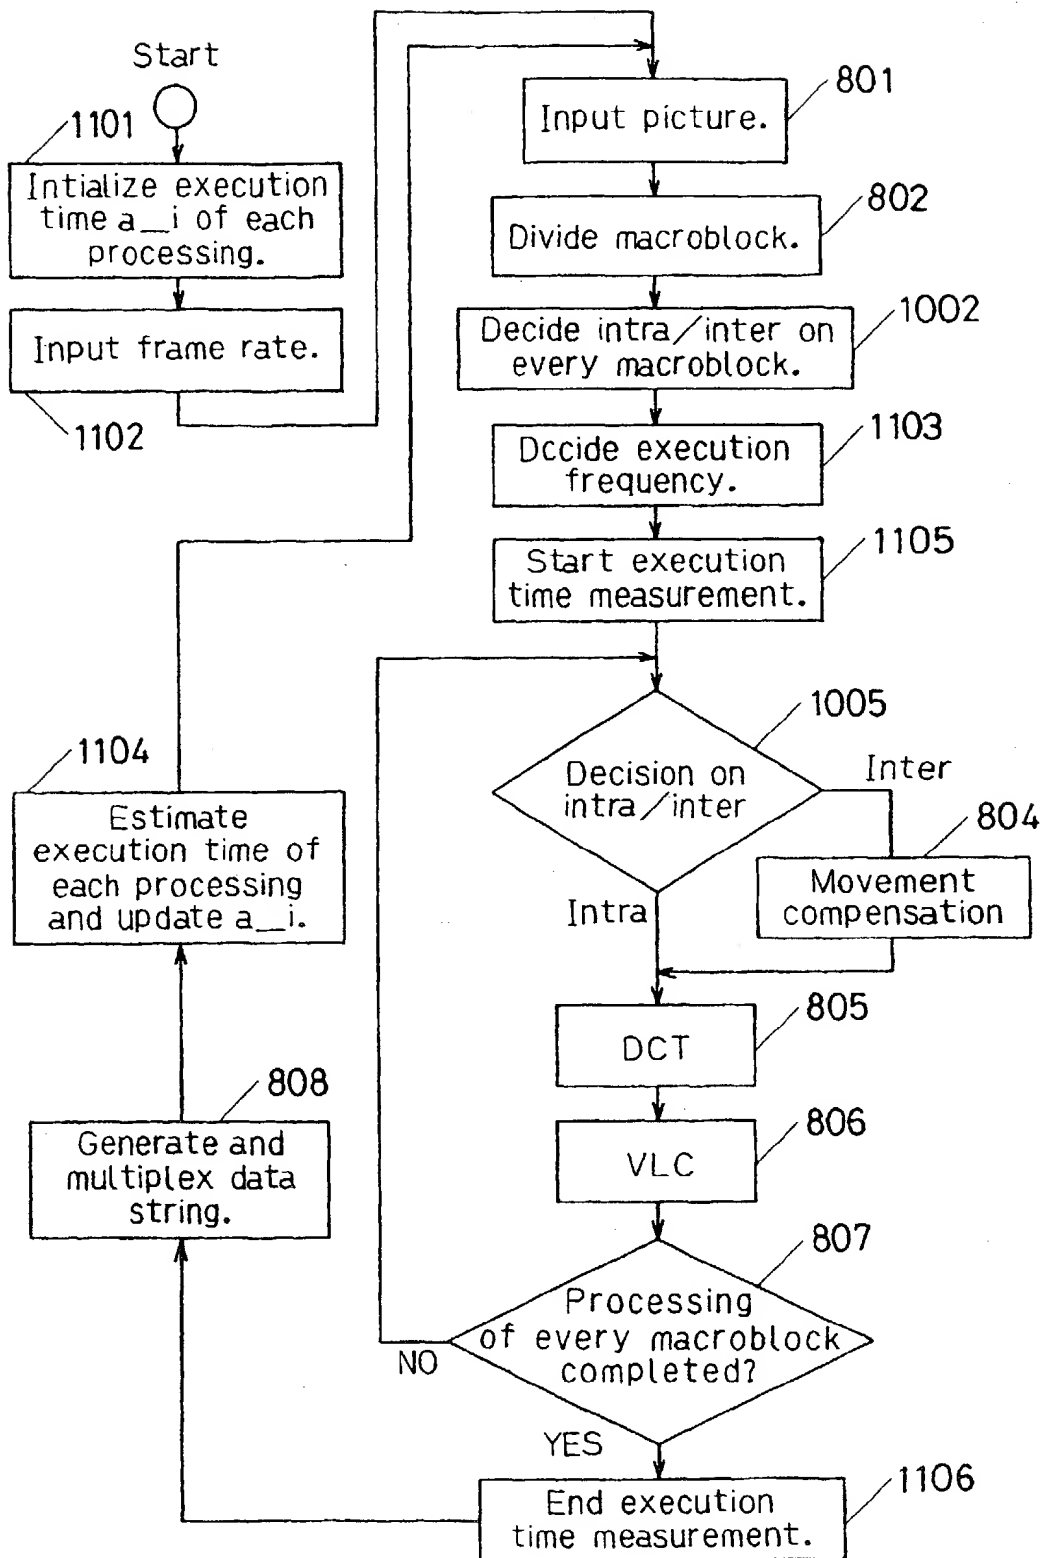 Start
1101
Intialize execution
time a_i of each
processing.
Input frame rate.
1102
801
Input picture.
802
Divide macroblock.
1002
Decide intra/inter on
every macroblock.
1103
Dccide execution
frequency.
1105
Start execution
time measurement.
1005
Decision on
intra/inter
Inter
Intra
804
Movement
compensation
805
DCT
806
VLC
807
Processing
of every macroblock
completed?
NO
YES
1106
End execution
time measurement.
808
Generate and
multiplex data
string.
1104
Estimate
execution time of
each processing
and update a_i.